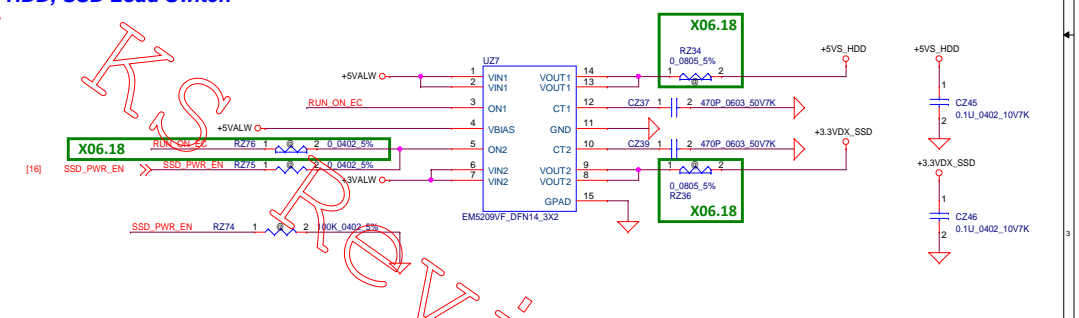 HDD, SSD Load Switch
X06.18
RZ34
0_0805_5%
1 2
@
+5VS_HDD
+5VS_HDD
UZ7
+5VALW
1 VIN1 VOUT1 14
2 VIN1 VOUT1 13
RUN_ON_EC 3 ON1 CT1 12 CZ37 1 2 470P_0603_50V7K
+5VALW 4 VBIAS GND 11
X06.18 RUN_ON_EC RZ76 1 @ 2 0_0402_5% 5 ON2 CT2 10 CZ39 1 2 470P_0603_50V7K
[16] SSD_PWR_EN SSD_PWR_EN RZ75 1 @ 2 0_0402_5%
+3VALW
6 VIN2 VOUT2 9
7 VIN2 VOUT2 8
GPAD 15
EM5209VF_DFN14_3X2
+3.3VDX_SSD
1 2
@
0_0805_5%
RZ36
X06.18
SSD_PWR_EN RZ74 1 @ 2 100K_0402_5%
1
CZ45
0.1U_0402_10V7K
2
+3.3VDX_SSD
1
CZ46
0.1U_0402_10V7K
2
3
KS Revi